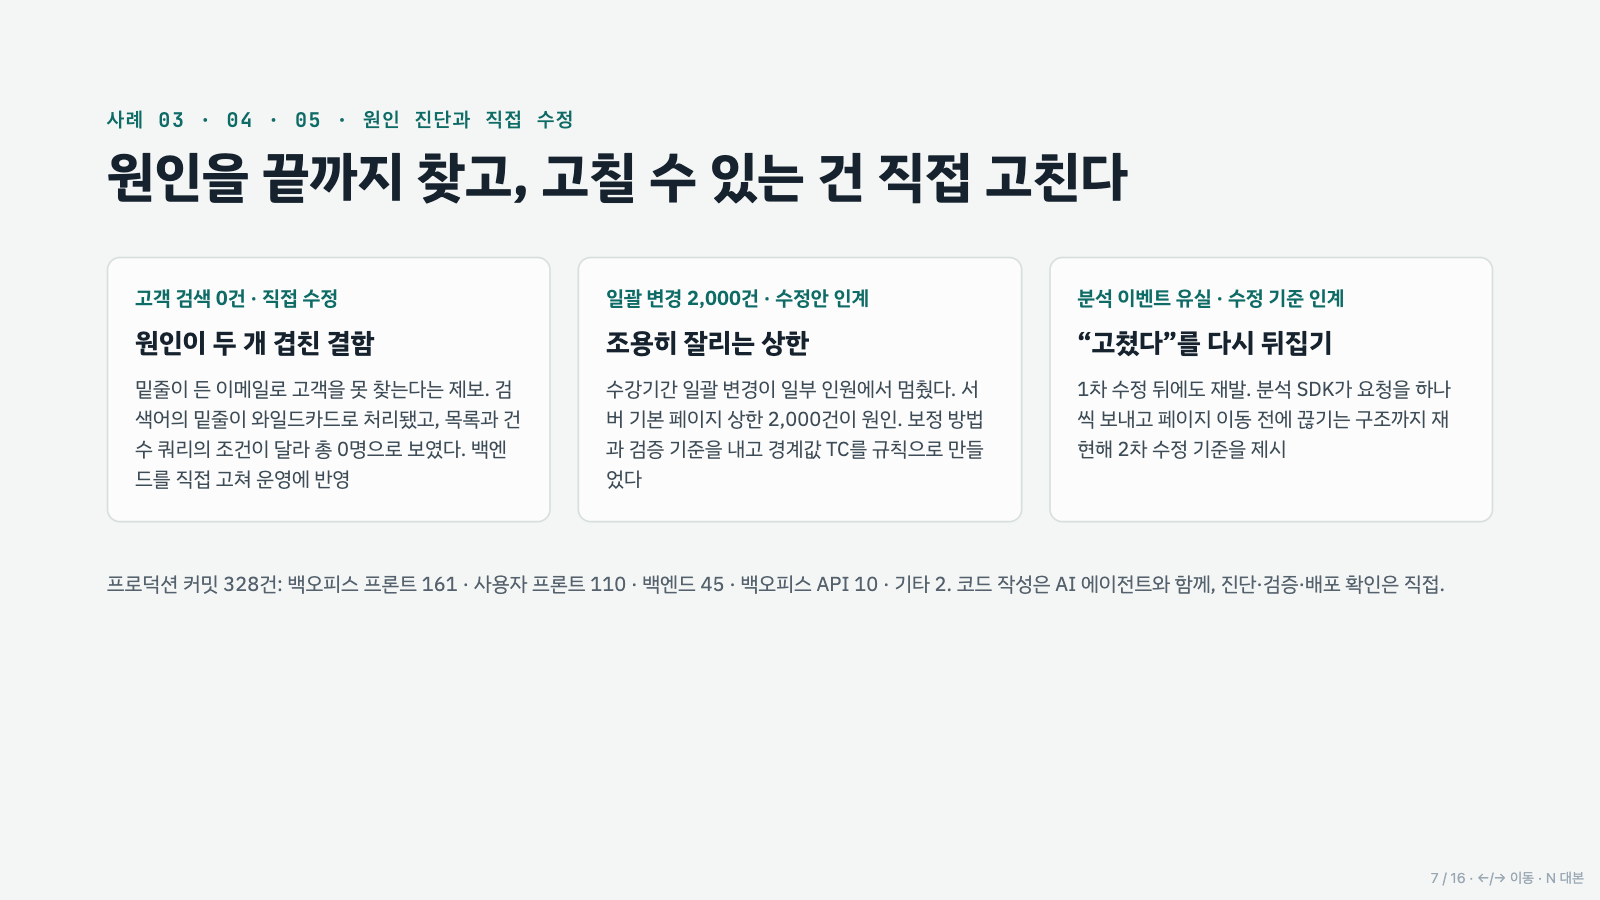 사례 03 · 04 · 05 · 원인 진단과 직접 수정
원인을 끝까지 찾고, 고칠 수 있는 건 직접 고친다
고객 검색 0건 · 직접 수정
원인이 두 개 겹친 결함
밑줄이 든 이메일로 고객을 못 찾는다는 제보. 검
색어의 밑줄이 와일드카드로 처리됐고, 목록과 건
수 쿼리의 조건이 달라 총 0명으로 보였다. 백엔
드를 직접 고쳐 운영에 반영
일괄 변경 2,000건 · 수정안 인계
조용히 잘리는 상한
수강기간 일괄 변경이 일부 인원에서 멈췄다. 서
버 기본 페이지 상한 2,000건이 원인. 보정 방법
과 검증 기준을 내고 경계값 TC를 규칙으로 만들
었다
분석 이벤트 유실 · 수정 기준 인계
“고쳤다”를 다시 뒤집기
1차 수정 뒤에도 재발. 분석 SDK가 요청을 하나
씩 보내고 페이지 이동 전에 끊기는 구조까지 재
현해 2차 수정 기준을 제시
프로덕션 커밋 328건: 백오피스 프론트 161 · 사용자 프론트 110 · 백엔드 45 · 백오피스 API 10 · 기타 2. 코드 작성은 AI 에이전트와 함께, 진단·검증·배포 확인은 직접.
7 / 16 · ←/→ 이동 · N 대본